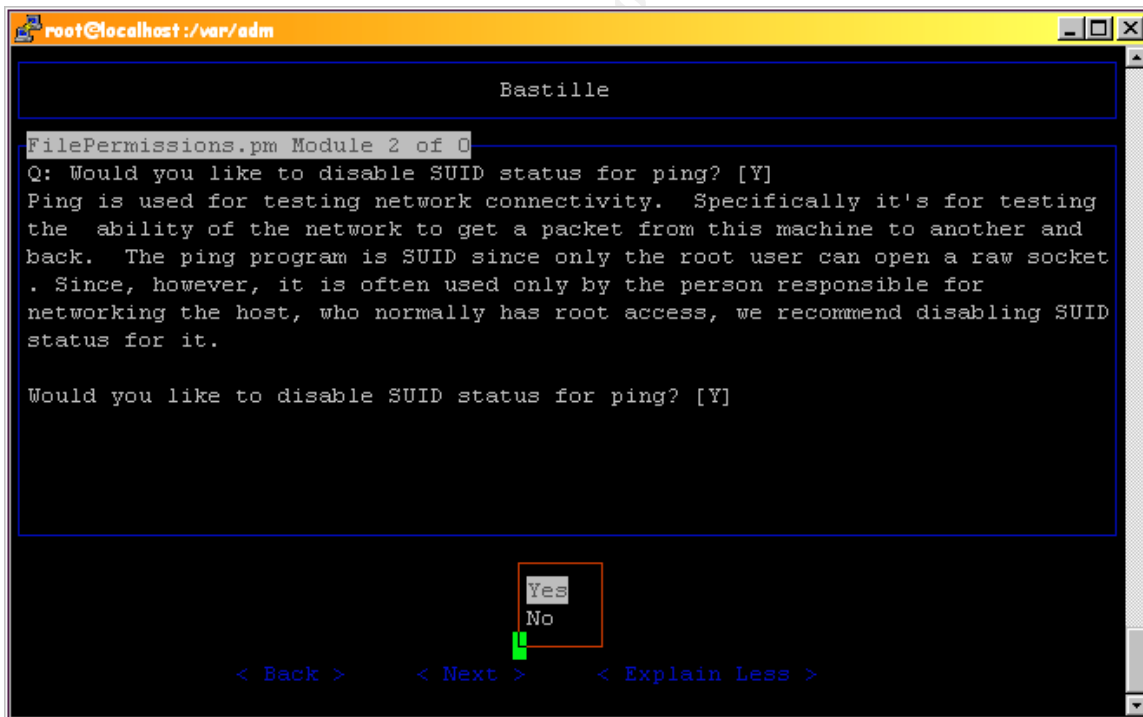 root@localhost:/var/adm
Bastille
FilePermissions.pm Module 2 of 0
Q: Would you like to disable SUID status for ping? [Y]
Ping is used for testing network connectivity.  Specifically it's for testing
the  ability of the network to get a packet from this machine to another and
back.  The ping program is SUID since only the root user can open a raw socket
. Since, however, it is often used only by the person responsible for
networking the host, who normally has root access, we recommend disabling SUID
status for it.
Would you like to disable SUID status for ping? [Y]
Yes
No
< Back >     < Next >     < Explain Less >